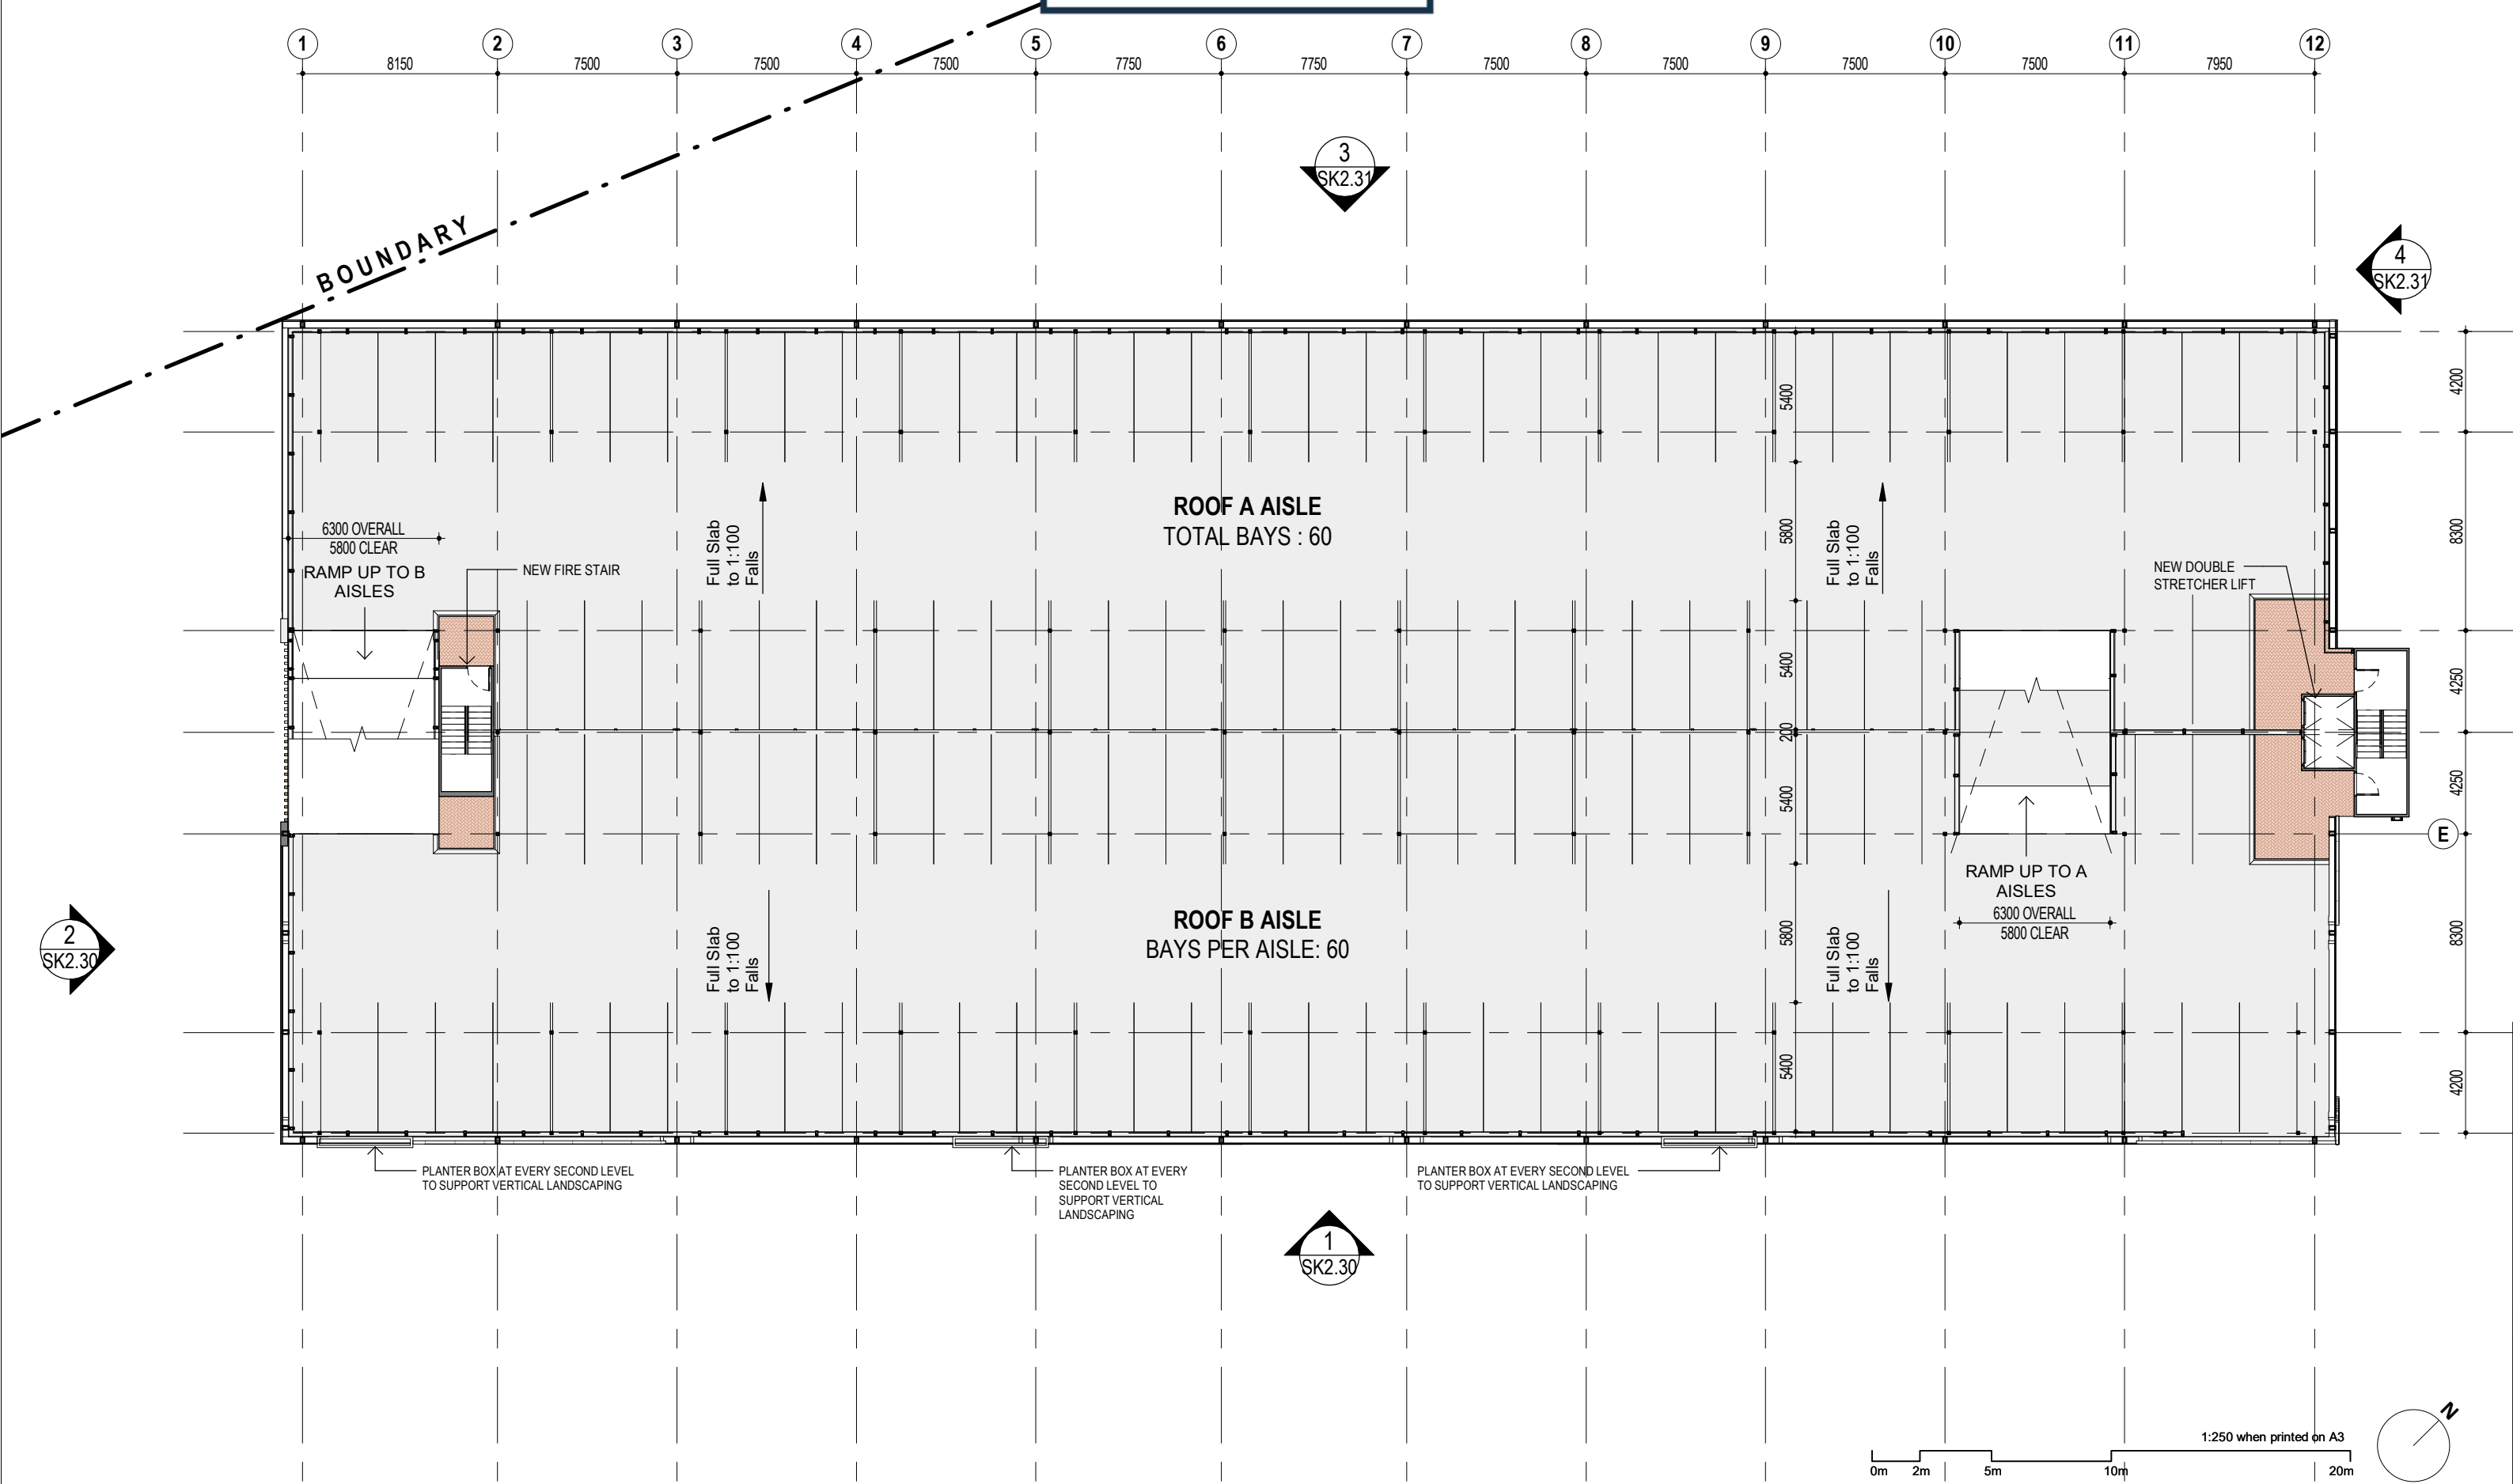 1 2 3 4 5 6 7 8 9 10 11 12
8150 7500 7500 7500 7750 7750 7500 7500 7500 7500 7950
3
SK2.31
BOUNDARY
4
SK2.31
4200
5400
ROOF A AISLE
TOTAL BAYS : 60
6300 OVERALL
5800 CLEAR
RAMP UP TO B
AISLES
NEW FIRE STAIR
Full Slab
to 1:100
Falls
5800
Full Slab
to 1:100
Falls
8300
NEW DOUBLE
STRETCHER LIFT
5400
4250
200
5400
4250
E
RAMP UP TO A
AISLES
6300 OVERALL
5800 CLEAR
ROOF B AISLE
BAYS PER AISLE: 60
2
SK2.30
Full Slab
to 1:100
Falls
5800
Full Slab
to 1:100
Falls
8300
5400
4200
PLANTER BOX AT EVERY SECOND LEVEL
TO SUPPORT VERTICAL LANDSCAPING
PLANTER BOX AT EVERY
SECOND LEVEL TO
SUPPORT VERTICAL
LANDSCAPING
PLANTER BOX AT EVERY SECOND LEVEL
TO SUPPORT VERTICAL LANDSCAPING
1
SK2.30
N
1:250 when printed on A3
0m 2m 5m 10m 20m